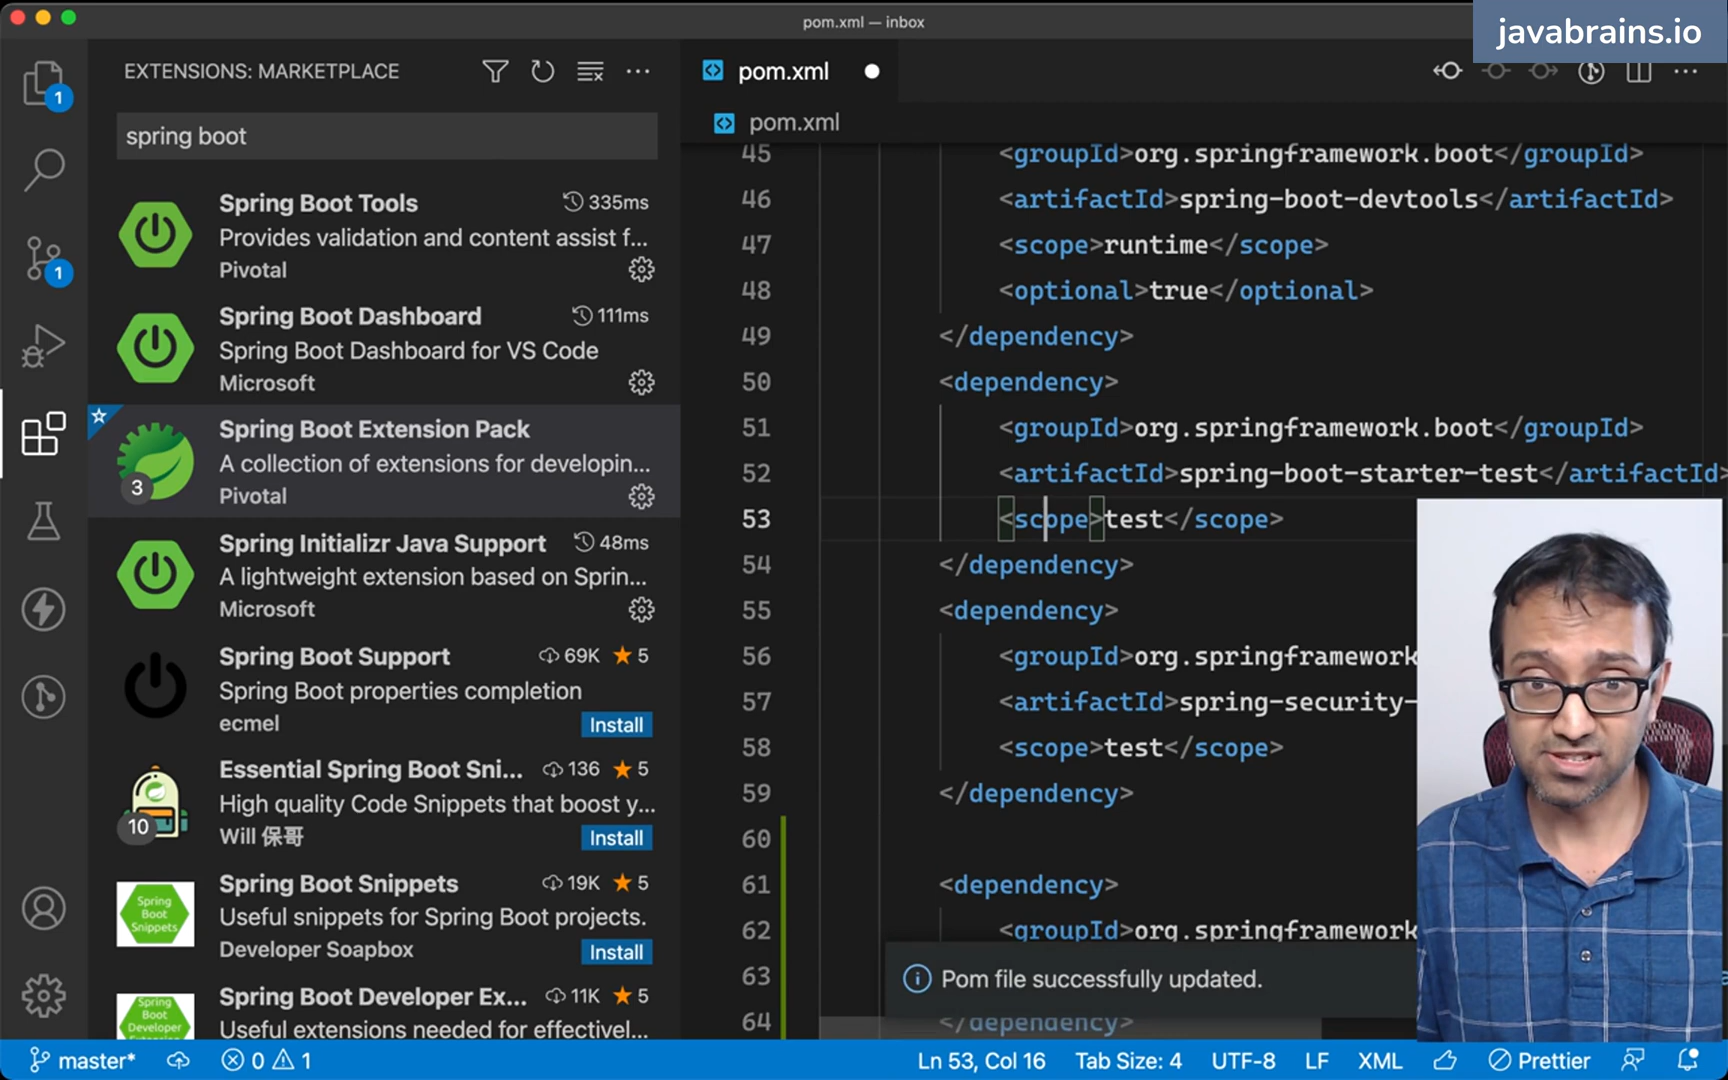 pom.xml — inbox
javabrains.io
EXTENSIONS: MARKETPLACE
spring boot
Spring Boot Tools 335ms
Provides validation and content assist f...
Pivotal
Spring Boot Dashboard 111ms
Spring Boot Dashboard for VS Code
Microsoft
Spring Boot Extension Pack
A collection of extensions for developin...
3
Pivotal
Spring Initializr Java Support 48ms
A lightweight extension based on Sprin...
Microsoft
Spring Boot Support 69K ★ 5
Spring Boot properties completion
ecmel Install
Essential Spring Boot Sni... 136 ★ 5
High quality Code Snippets that boost y...
10
Will 保哥 Install
Spring Boot Snippets 19K ★ 5
Useful snippets for Spring Boot projects.
Developer Soapbox Install
Spring
Boot
Snippets
Spring Boot Developer Ex... 11K ★ 5
Useful extensions needed for effectivel...
Spring
Boot
Developer
1
1
pom.xml
pom.xml
45 <groupId>org.springframework.boot</groupId>
46 <artifactId>spring-boot-devtools</artifactId>
47 <scope>runtime</scope>
48 <optional>true</optional>
49 </dependency>
50 <dependency>
51 <groupId>org.springframework.boot</groupId>
52 <artifactId>spring-boot-starter-test</artifactId>
53 <scope>test</scope>
54 </dependency>
55 <dependency>
56 <groupId>org.springframework
57 <artifactId>spring-security-
58 <scope>test</scope>
59 </dependency>
60
61 <dependency>
62 <groupId>org.springframework
63
64 </dependency>
Pom file successfully updated.
master* 0 1 Ln 53, Col 16 Tab Size: 4 UTF-8 LF XML Prettier